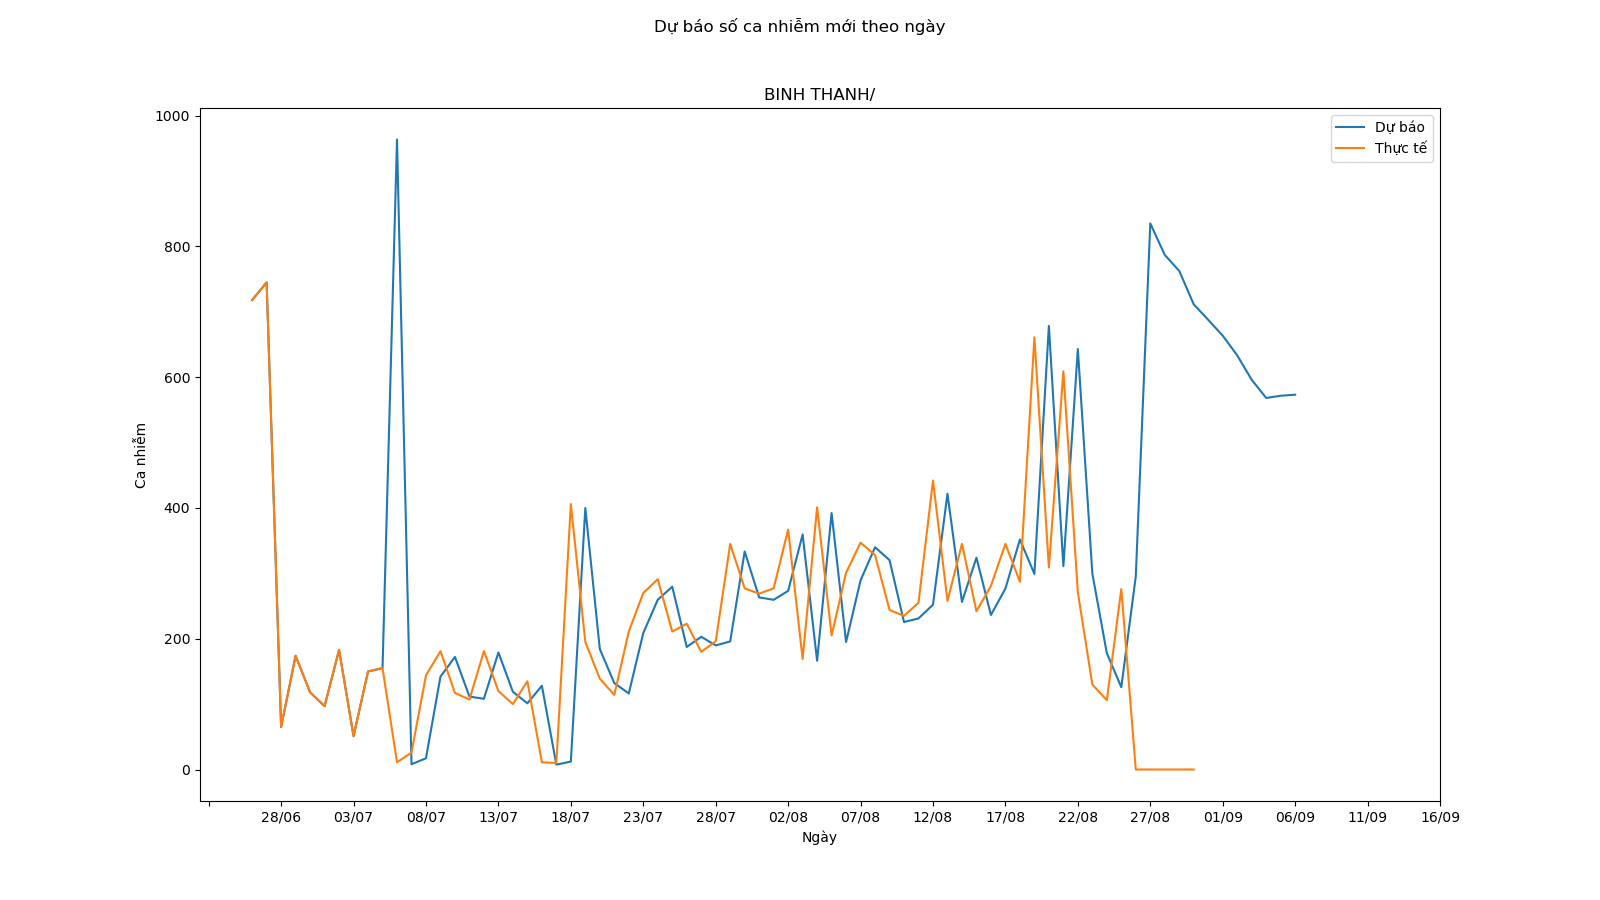 Dự báo số ca nhiễm mới theo ngày
BINH THANH/
1000
800
600
400
200
0
Ca nhiễm
Dự báo
Thực tế
28/06 03/07 08/07 13/07 18/07 23/07 28/07 02/08 07/08 12/08 17/08 22/08 27/08 01/09 06/09 11/09 16/09
Ngày